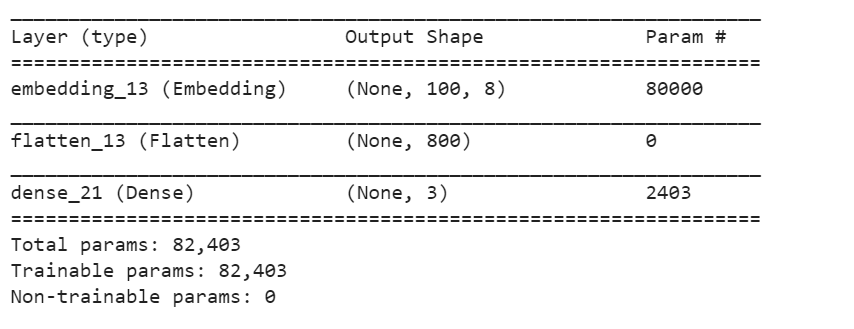 _________________________________________________________________
Layer (type)                 Output Shape              Param #
=================================================================
embedding_13 (Embedding)     (None, 100, 8)            80000
_________________________________________________________________
flatten_13 (Flatten)         (None, 800)               0
_________________________________________________________________
dense_21 (Dense)             (None, 3)                 2403
=================================================================
Total params: 82,403
Trainable params: 82,403
Non-trainable params: 0